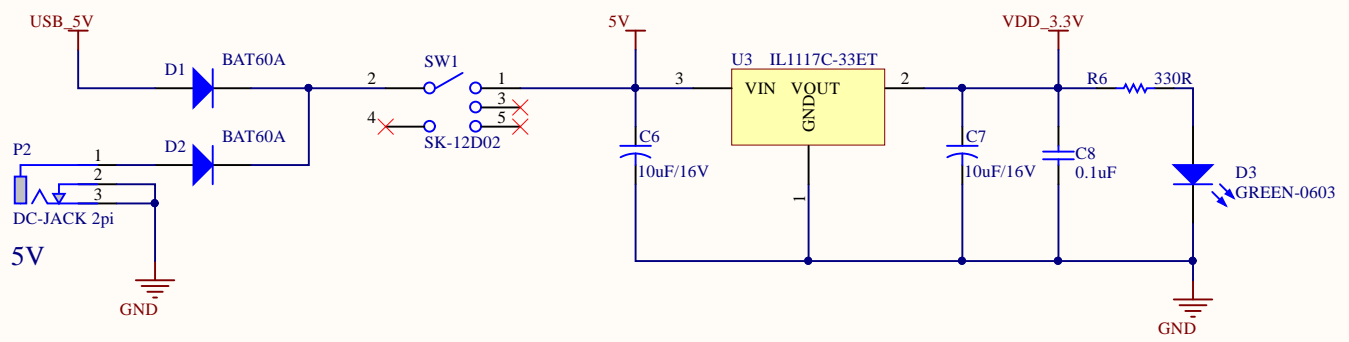 USB_5V
D1
BAT60A
D2
BAT60A
P2
1
2
3
DC-JACK 2pi
5V
GND
SW1
2
1
3
4
5
SK-12D02
5V
C6
10uF/16V
U3 IL1117C-33ET
3
VIN VOUT
GND
2
1
C7
10uF/16V
VDD_3.3V
C8
0.1uF
R6
330R
D3
GREEN-0603
GND